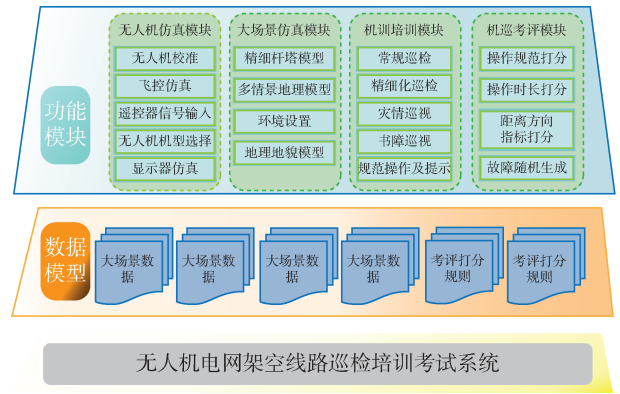 功能
模块
无人机仿真模块
无人机校准
飞控仿真
遥控器信号输入
无人机机型选择
显示器仿真
大场景仿真模块
精细杆塔模型
多情景地理模型
环境设置
地理地貌模型
机训培训模块
常规巡检
精细化巡检
灾情巡视
书障巡视
规范操作及提示
机巡考评模块
操作规范打分
操作时长打分
距离方向
指标打分
故障随机生成
数据
模型
大场景数
据
大场景数
据
大场景数
据
大场景数
据
考评打分
规则
考评打分
规则
无人机电网架空线路巡检培训考试系统